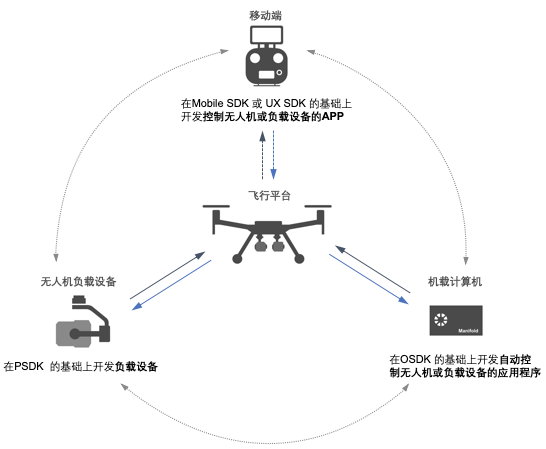 移动端
在Mobile SDK 或 UX SDK 的基础上
开发控制无人机或负载设备的APP
飞行平台
无人机负载设备
机载计算机
Manifold
在PSDK 的基础上开发负载设备
在OSDK 的基础上开发自动控
制无人机或负载设备的应用程序